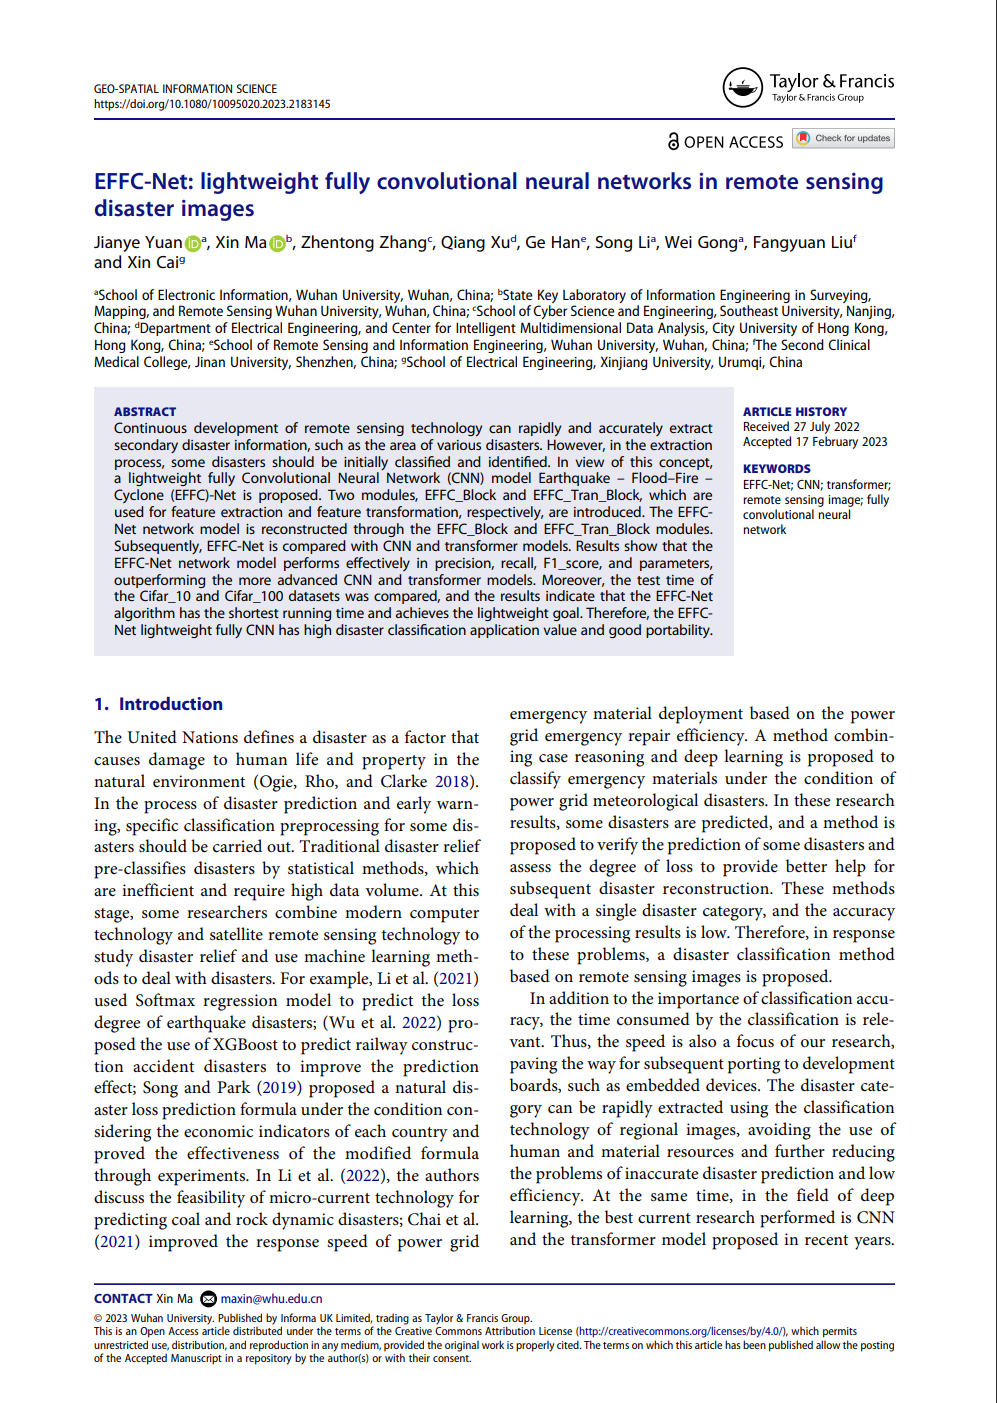 GEO-SPATIAL INFORMATION SCIENCE
https://doi.org/10.1080/10095020.2023.2183145
Taylor & Francis
Taylor & Francis Group
OPEN ACCESS
Check for updates
EFFC-Net: lightweight fully convolutional neural networks in remote sensing
disaster images
Jianye Yuan iD a, Xin Ma iD b, Zhentong Zhangc, Qiang Xud, Ge Hane, Song Lia, Wei Gonga, Fangyuan Liuf
and Xin Caig
aSchool of Electronic Information, Wuhan University, Wuhan, China; bState Key Laboratory of Information Engineering in Surveying,
Mapping, and Remote Sensing Wuhan University, Wuhan, China; cSchool of Cyber Science and Engineering, Southeast University, Nanjing,
China; dDepartment of Electrical Engineering, and Center for Intelligent Multidimensional Data Analysis, City University of Hong Kong,
Hong Kong, China; eSchool of Remote Sensing and Information Engineering, Wuhan University, Wuhan, China; fThe Second Clinical
Medical College, Jinan University, Shenzhen, China; gSchool of Electrical Engineering, Xinjiang University, Urumqi, China
ABSTRACT
Continuous development of remote sensing technology can rapidly and accurately extract
secondary disaster information, such as the area of various disasters. However, in the extraction
process, some disasters should be initially classified and identified. In view of this concept,
a lightweight fully Convolutional Neural Network (CNN) model Earthquake – Flood–Fire –
Cyclone (EFFC)-Net is proposed. Two modules, EFFC_Block and EFFC_Tran_Block, which are
used for feature extraction and feature transformation, respectively, are introduced. The EFFC-
Net network model is reconstructed through the EFFC_Block and EFFC_Tran_Block modules.
Subsequently, EFFC-Net is compared with CNN and transformer models. Results show that the
EFFC-Net network model performs effectively in precision, recall, F1_score, and parameters,
outperforming the more advanced CNN and transformer models. Moreover, the test time of
the Cifar_10 and Cifar_100 datasets was compared, and the results indicate that the EFFC-Net
algorithm has the shortest running time and achieves the lightweight goal. Therefore, the EFFC-
Net lightweight fully CNN has high disaster classification application value and good portability.
ARTICLE HISTORY
Received 27 July 2022
Accepted 17 February 2023
KEYWORDS
EFFC-Net; CNN; transformer;
remote sensing image; fully
convolutional neural
network
1. Introduction
The United Nations defines a disaster as a factor that
causes damage to human life and property in the
natural environment (Ogie, Rho, and Clarke 2018).
In the process of disaster prediction and early warn-
ing, specific classification preprocessing for some dis-
asters should be carried out. Traditional disaster relief
pre-classifies disasters by statistical methods, which
are inefficient and require high data volume. At this
stage, some researchers combine modern computer
technology and satellite remote sensing technology to
study disaster relief and use machine learning meth-
ods to deal with disasters. For example, Li et al. (2021)
used Softmax regression model to predict the loss
degree of earthquake disasters; (Wu et al. 2022) pro-
posed the use of XGBoost to predict railway construc-
tion accident disasters to improve the prediction
effect; Song and Park (2019) proposed a natural dis-
aster loss prediction formula under the condition con-
sidering the economic indicators of each country and
proved the effectiveness of the modified formula
through experiments. In Li et al. (2022), the authors
discuss the feasibility of micro-current technology for
predicting coal and rock dynamic disasters; Chai et al.
(2021) improved the response speed of power grid
emergency material deployment based on the power
grid emergency repair efficiency. A method combin-
ing case reasoning and deep learning is proposed to
classify emergency materials under the condition of
power grid meteorological disasters. In these research
results, some disasters are predicted, and a method is
proposed to verify the prediction of some disasters and
assess the degree of loss to provide better help for
subsequent disaster reconstruction. These methods
deal with a single disaster category, and the accuracy
of the processing results is low. Therefore, in response
to these problems, a disaster classification method
based on remote sensing images is proposed.
In addition to the importance of classification accu-
racy, the time consumed by the classification is rele-
vant. Thus, the speed is also a focus of our research,
paving the way for subsequent porting to development
boards, such as embedded devices. The disaster cate-
gory can be rapidly extracted using the classification
technology of regional images, avoiding the use of
human and material resources and further reducing
the problems of inaccurate disaster prediction and low
efficiency. At the same time, in the field of deep
learning, the best current research performed is CNN
and the transformer model proposed in recent years.
CONTACT Xin Ma maxin@whu.edu.cn
© 2023 Wuhan University. Published by Informa UK Limited, trading as Taylor & Francis Group.
This is an Open Access article distributed under the terms of the Creative Commons Attribution License (http://creativecommons.org/licenses/by/4.0/), which permits
unrestricted use, distribution, and reproduction in any medium, provided the original work is properly cited. The terms on which this article has been published allow the posting
of the Accepted Manuscript in a repository by the author(s) or with their consent.